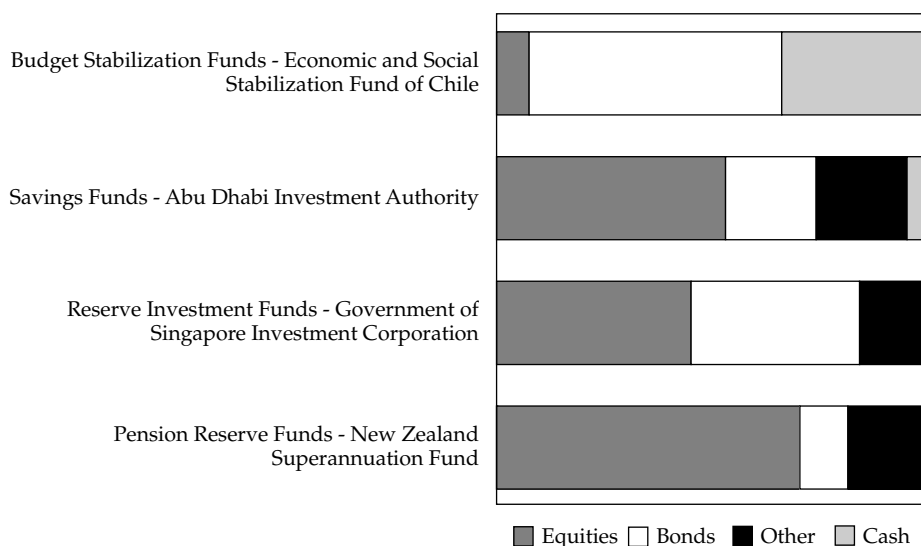 Budget Stabilization Funds - Economic and Social
Stabilization Fund of Chile
Savings Funds - Abu Dhabi Investment Authority
Reserve Investment Funds - Government of
Singapore Investment Corporation
Pension Reserve Funds - New Zealand
Superannuation Fund
Equities Bonds Other Cash